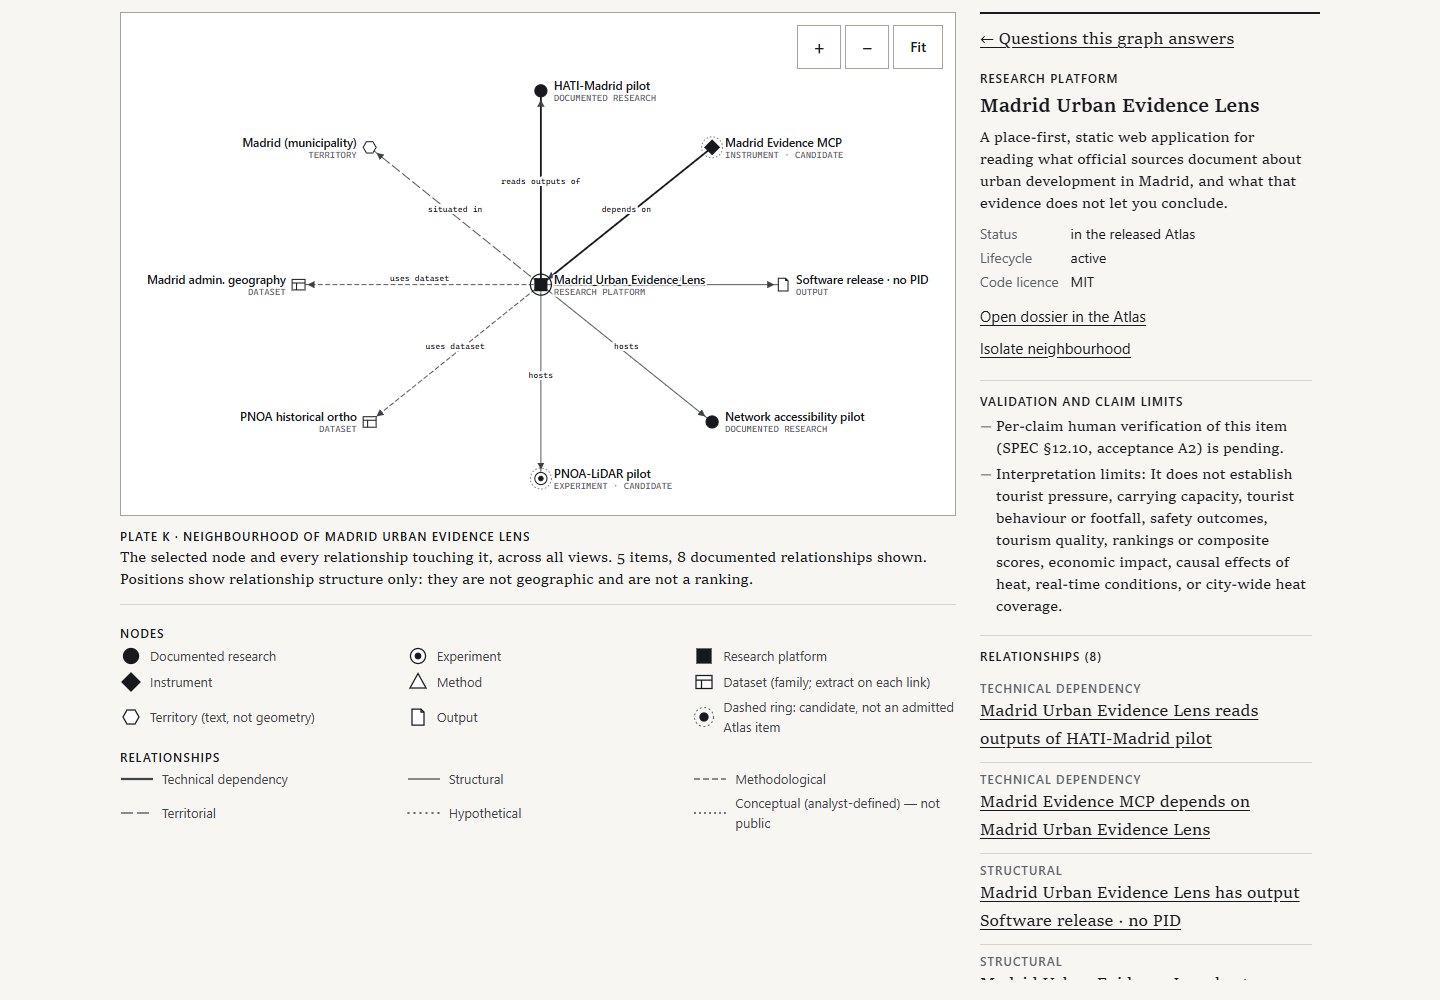 +
−
Fit
HATI-Madrid pilot
DOCUMENTED RESEARCH
Madrid (municipality)
TERRITORY
Madrid Evidence MCP
INSTRUMENT · CANDIDATE
reads outputs of
situated in
depends on
Madrid admin. geography
DATASET
uses dataset
Madrid Urban Evidence Lens
RESEARCH PLATFORM
Software release · no PID
OUTPUT
uses dataset
hosts
hosts
PNOA historical ortho
DATASET
Network accessibility pilot
DOCUMENTED RESEARCH
PNOA-LiDAR pilot
EXPERIMENT · CANDIDATE
PLATE K · NEIGHBOURHOOD OF MADRID URBAN EVIDENCE LENS
The selected node and every relationship touching it, across all views. 5 items, 8 documented relationships shown.
Positions show relationship structure only: they are not geographic and are not a ranking.
NODES
Documented research
Experiment
Research platform
Instrument
Method
Dataset (family; extract on each link)
Territory (text, not geometry)
Output
Dashed ring: candidate, not an admitted
Atlas item
RELATIONSHIPS
Technical dependency
Structural
Methodological
Territorial
Hypothetical
Conceptual (analyst-defined) — not
public
← Questions this graph answers
RESEARCH PLATFORM
Madrid Urban Evidence Lens
A place-first, static web application for
reading what official sources document about
urban development in Madrid, and what that
evidence does not let you conclude.
Status in the released Atlas
Lifecycle active
Code licence MIT
Open dossier in the Atlas
Isolate neighbourhood
VALIDATION AND CLAIM LIMITS
— Per-claim human verification of this item
(SPEC §12.10, acceptance A2) is pending.
— Interpretation limits: It does not establish
tourist pressure, carrying capacity, tourist
behaviour or footfall, safety outcomes,
tourism quality, rankings or composite
scores, economic impact, causal effects of
heat, real-time conditions, or city-wide heat
coverage.
RELATIONSHIPS (8)
TECHNICAL DEPENDENCY
Madrid Urban Evidence Lens reads
outputs of HATI-Madrid pilot
TECHNICAL DEPENDENCY
Madrid Evidence MCP depends on
Madrid Urban Evidence Lens
STRUCTURAL
Madrid Urban Evidence Lens has output
Software release · no PID
STRUCTURAL